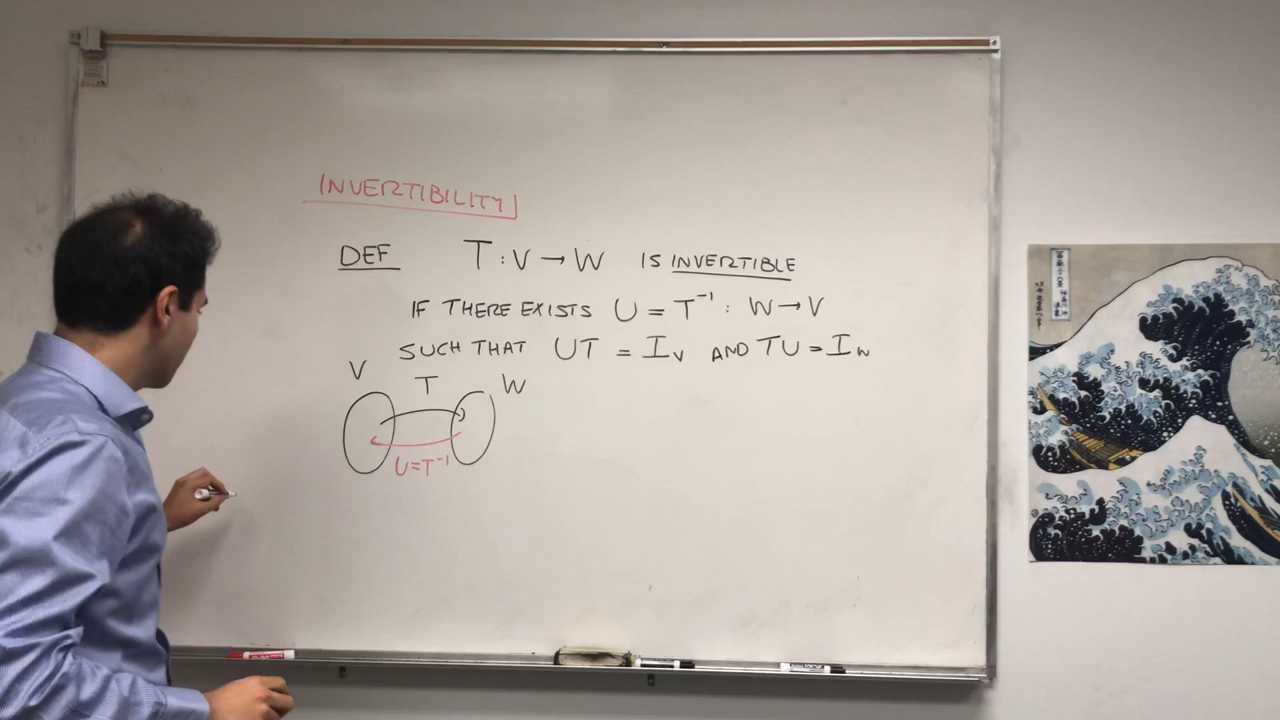 INVERTIBILITY
DEF T : V → W IS INVERTIBLE
IF THERE EXISTS U = T⁻¹ : W → V
SUCH THAT UT = I_V AND TU = I_W
V T W
U=T⁻¹